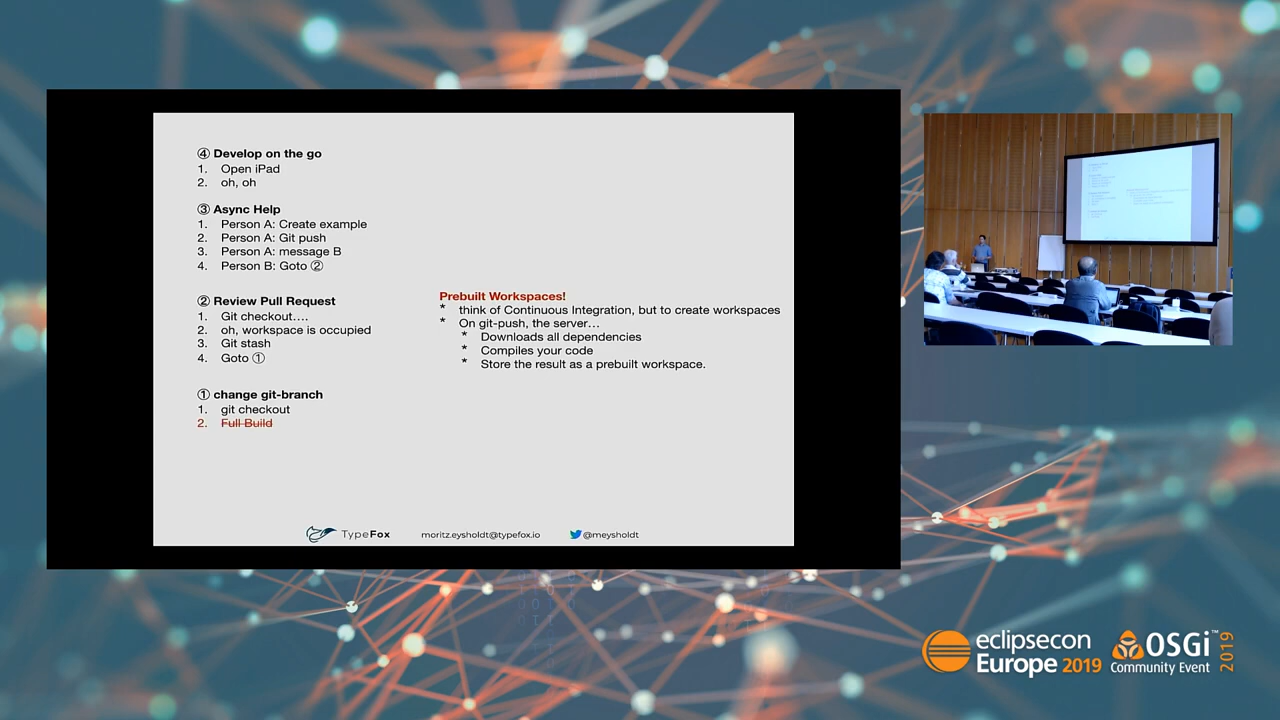 ④ Develop on the go
1. Open iPad
2. oh, oh
③ Async Help
1. Person A: Create example
2. Person A: Git push
3. Person A: message B
4. Person B: Goto ②
② Review Pull Request
1. Git checkout….
2. oh, workspace is occupied
3. Git stash
4. Goto ①
① change git-branch
1. git checkout
2. Full Build
Prebuilt Workspaces!
* think of Continuous Integration, but to create workspaces
* On git-push, the server…
* Downloads all dependencies
* Compiles your code
* Store the result as a prebuilt workspace.
TypeFox moritz.eysholdt@typefox.io @meysholdt
eclipsecon
Europe 2019
OSGi™
Community Event
2019